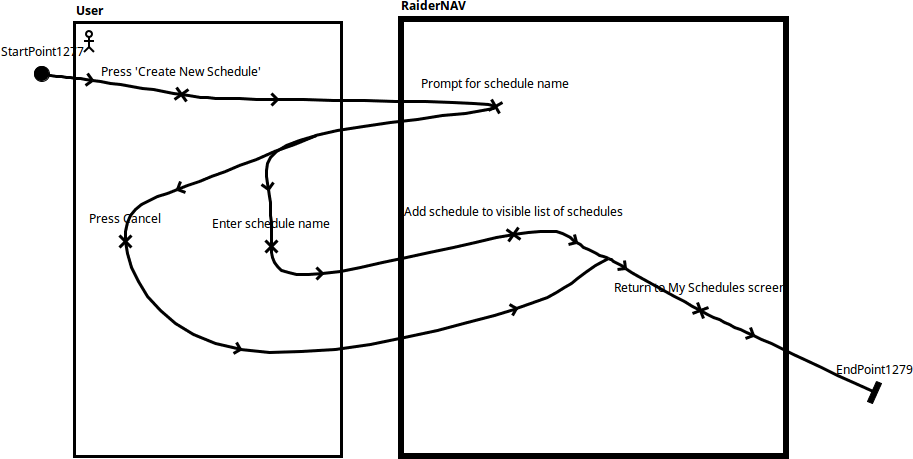 User
RaiderNAV
StartPoint1277
Press 'Create New Schedule'
Prompt for schedule name
Press Cancel
Enter schedule name
Add schedule to visible list of schedules
Return to My Schedules screen
EndPoint1279